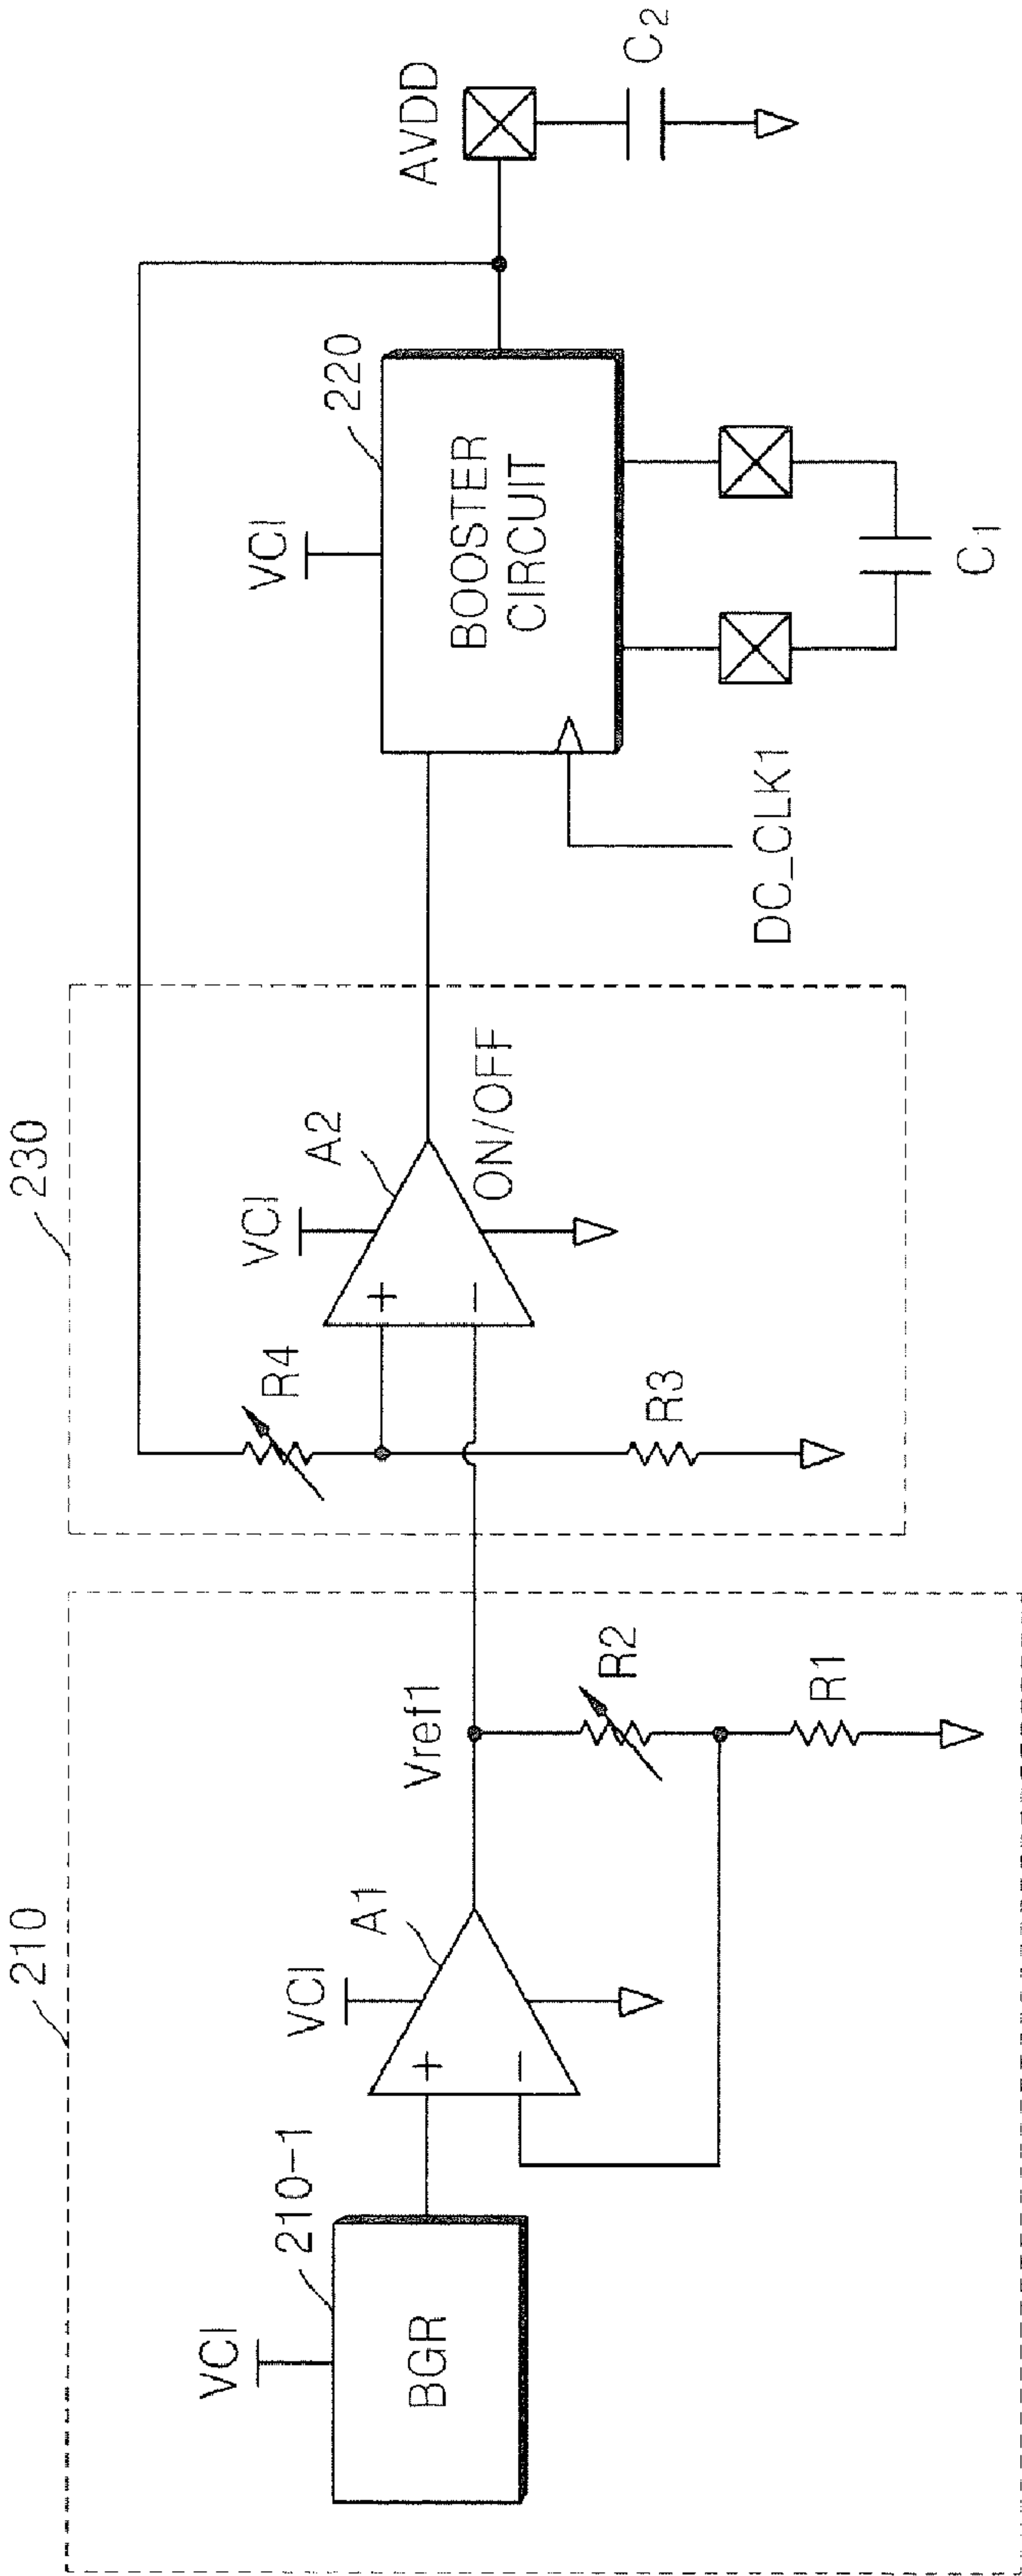 210
VCI
BGR
210-1
VCI
A1
Vref1
R2
R1
230
R4
R3
VCI
A2
ON/OFF
DC_CLK1
VCI
220
BOOSTER
CIRCUIT
C1
AVDD
C2
+
−
+
−